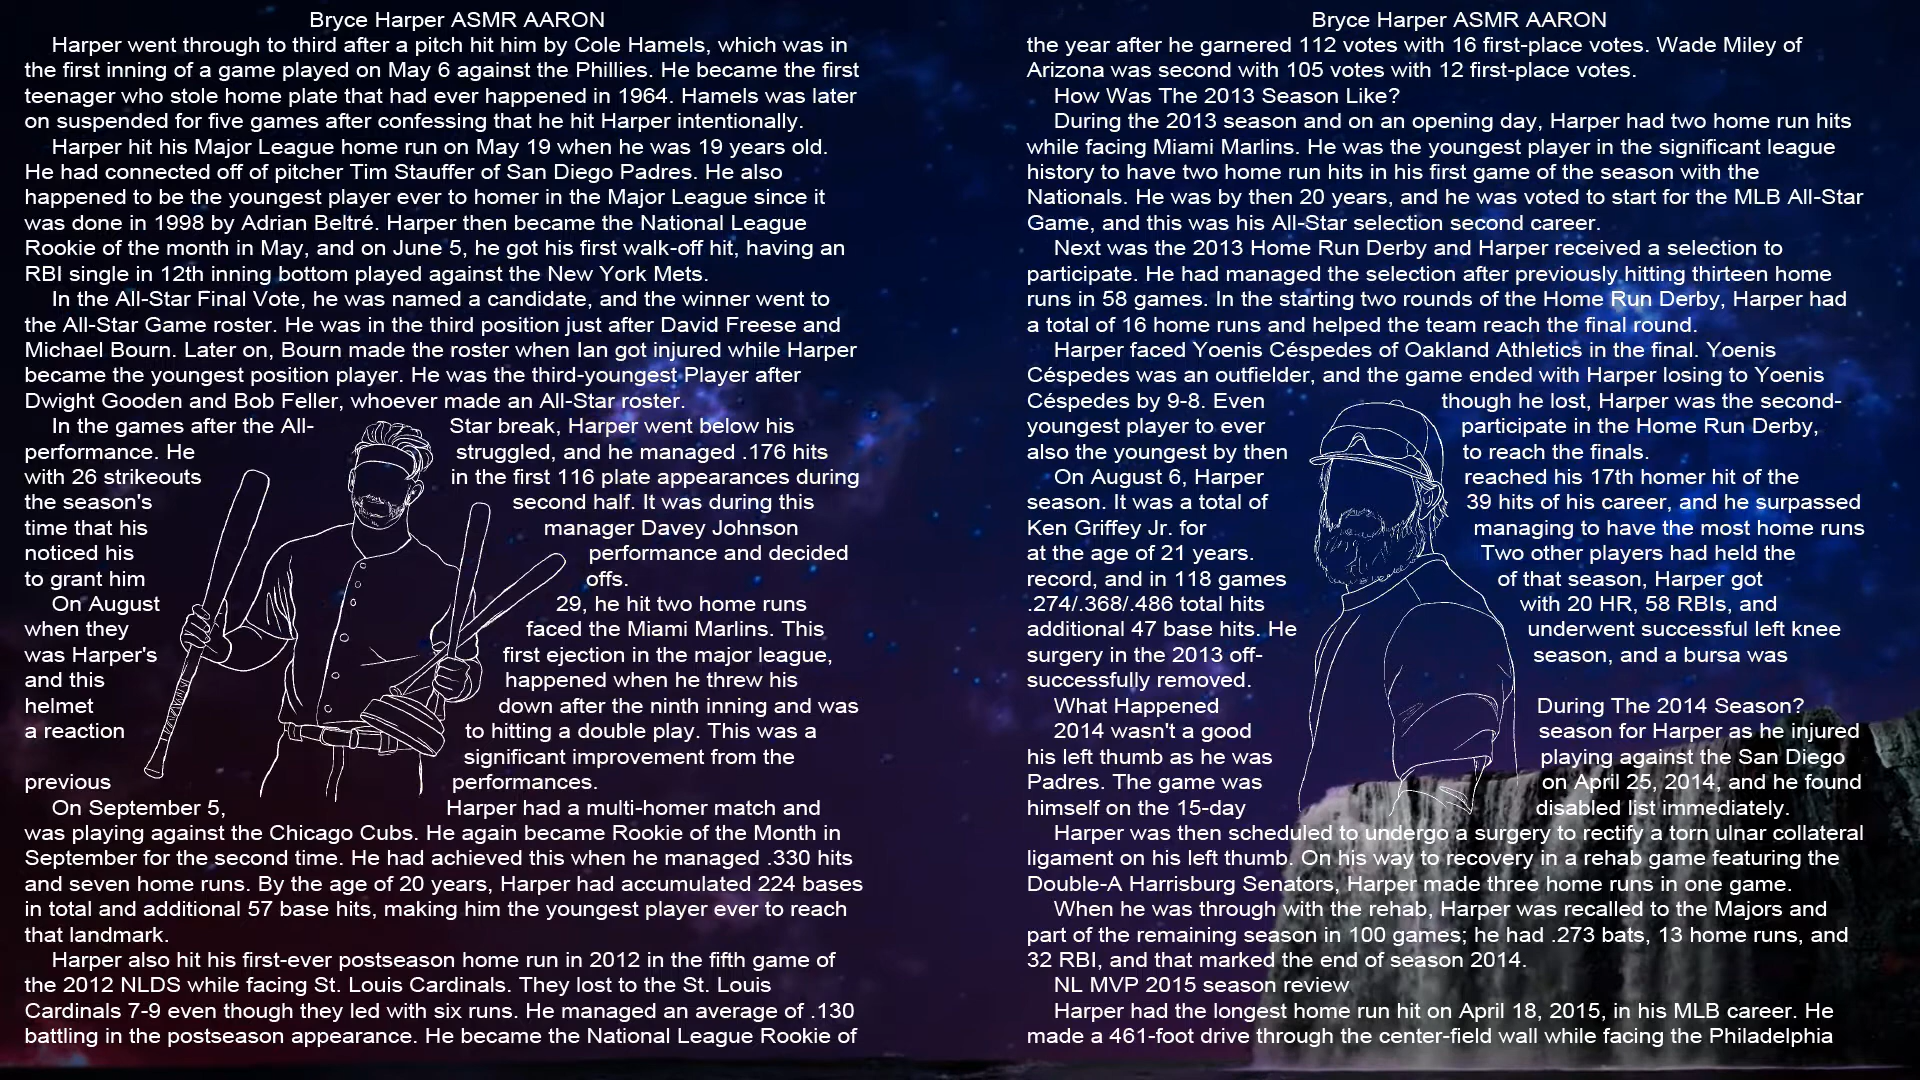 Bryce Harper ASMR AARON
Harper went through to third after a pitch hit him by Cole Hamels, which was in
the first inning of a game played on May 6 against the Phillies. He became the first
teenager who stole home plate that had ever happened in 1964. Hamels was later
on suspended for five games after confessing that he hit Harper intentionally.
Harper hit his Major League home run on May 19 when he was 19 years old.
He had connected off of pitcher Tim Stauffer of San Diego Padres. He also
happened to be the youngest player ever to homer in the Major League since it
was done in 1998 by Adrian Beltré. Harper then became the National League
Rookie of the month in May, and on June 5, he got his first walk-off hit, having an
RBI single in 12th inning bottom played against the New York Mets.
In the All-Star Final Vote, he was named a candidate, and the winner went to
the All-Star Game roster. He was in the third position just after David Freese and
Michael Bourn. Later on, Bourn made the roster when Ian got injured while Harper
became the youngest position player. He was the third-youngest Player after
Dwight Gooden and Bob Feller, whoever made an All-Star roster.
In the games after the All- Star break, Harper went below his
performance. He struggled, and he managed .176 hits
with 26 strikeouts in the first 116 plate appearances during
the season's second half. It was during this
time that his manager Davey Johnson
noticed his performance and decided
to grant him offs.
On August 29, he hit two home runs
when they faced the Miami Marlins. This
was Harper's first ejection in the major league,
and this happened when he threw his
helmet down after the ninth inning and was
a reaction to hitting a double play. This was a
significant improvement from the
previous performances.
On September 5, Harper had a multi-homer match and
was playing against the Chicago Cubs. He again became Rookie of the Month in
September for the second time. He had achieved this when he managed .330 hits
and seven home runs. By the age of 20 years, Harper had accumulated 224 bases
in total and additional 57 base hits, making him the youngest player ever to reach
that landmark.
Harper also hit his first-ever postseason home run in 2012 in the fifth game of
the 2012 NLDS while facing St. Louis Cardinals. They lost to the St. Louis
Cardinals 7-9 even though they led with six runs. He managed an average of .130
battling in the postseason appearance. He became the National League Rookie of
Bryce Harper ASMR AARON
the year after he garnered 112 votes with 16 first-place votes. Wade Miley of
Arizona was second with 105 votes with 12 first-place votes.
How Was The 2013 Season Like?
During the 2013 season and on an opening day, Harper had two home run hits
while facing Miami Marlins. He was the youngest player in the significant league
history to have two home run hits in his first game of the season with the
Nationals. He was by then 20 years, and he was voted to start for the MLB All-Star
Game, and this was his All-Star selection second career.
Next was the 2013 Home Run Derby and Harper received a selection to
participate. He had managed the selection after previously hitting thirteen home
runs in 58 games. In the starting two rounds of the Home Run Derby, Harper had
a total of 16 home runs and helped the team reach the final round.
Harper faced Yoenis Céspedes of Oakland Athletics in the final. Yoenis
Céspedes was an outfielder, and the game ended with Harper losing to Yoenis
Céspedes by 9-8. Even though he lost, Harper was the second-
youngest player to ever participate in the Home Run Derby,
also the youngest by then to reach the finals.
On August 6, Harper reached his 17th homer hit of the
season. It was a total of 39 hits of his career, and he surpassed
Ken Griffey Jr. for managing to have the most home runs
at the age of 21 years. Two other players had held the
record, and in 118 games of that season, Harper got
.274/.368/.486 total hits with 20 HR, 58 RBIs, and
additional 47 base hits. He underwent successful left knee
surgery in the 2013 off- season, and a bursa was
successfully removed.
What Happened During The 2014 Season?
2014 wasn't a good season for Harper as he injured
his left thumb as he was playing against the San Diego
Padres. The game was on April 25, 2014, and he found
himself on the 15-day disabled list immediately.
Harper was then scheduled to undergo a surgery to rectify a torn ulnar collateral
ligament on his left thumb. On his way to recovery in a rehab game featuring the
Double-A Harrisburg Senators, Harper made three home runs in one game.
When he was through with the rehab, Harper was recalled to the Majors and
part of the remaining season in 100 games; he had .273 bats, 13 home runs, and
32 RBI, and that marked the end of season 2014.
NL MVP 2015 season review
Harper had the longest home run hit on April 18, 2015, in his MLB career. He
made a 461-foot drive through the center-field wall while facing the Philadelphia